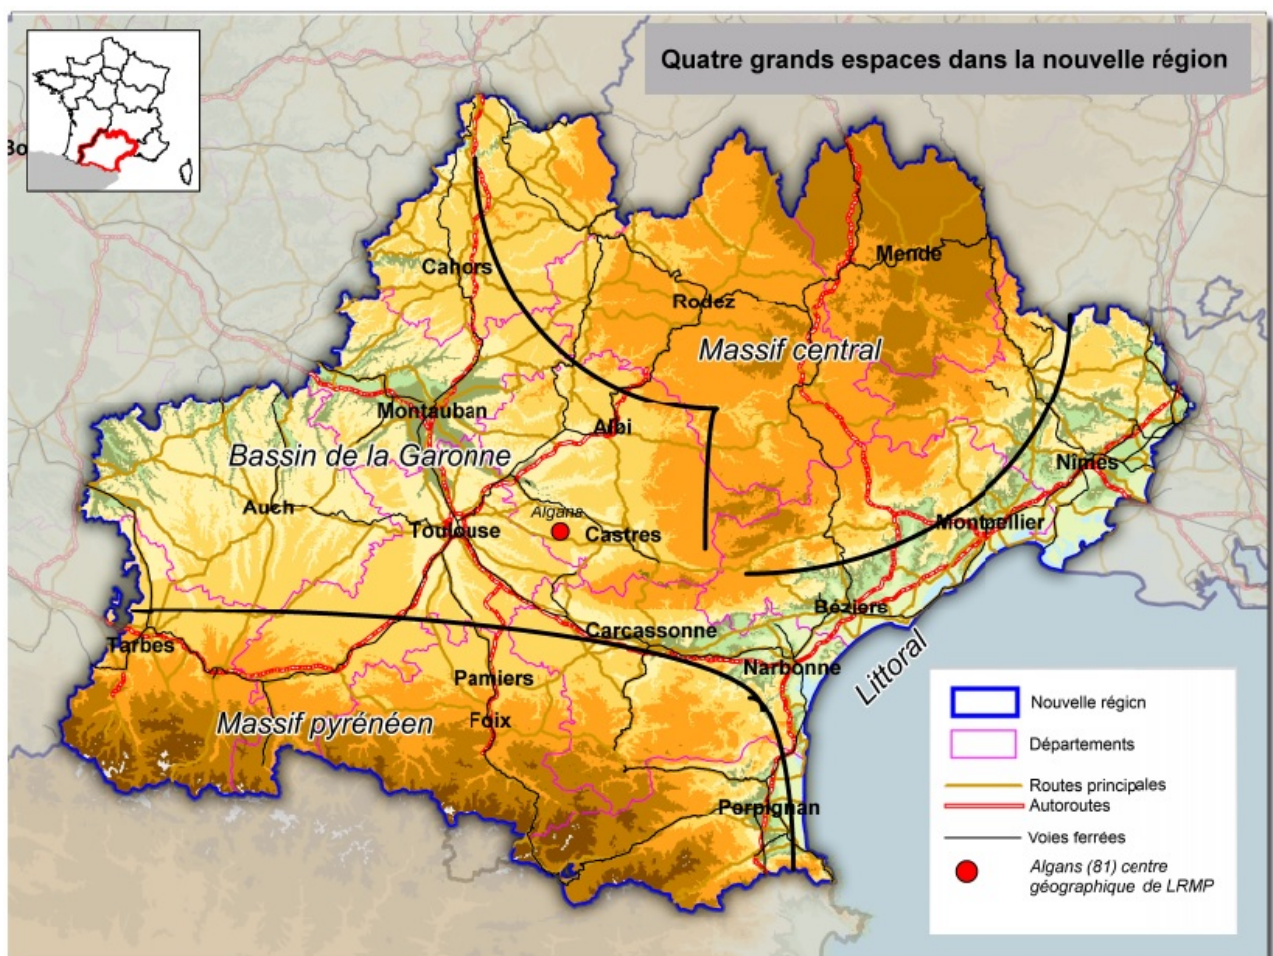 Quatre grands espaces dans la nouvelle région
Bo
Cahors
Rodez
Mende
Massif central
Montauban
Albi
Bassin de la Garonne
Nîmes
Auch
Algans
Toulouse
Castres
Montpellier
Béziers
Carcassonne
Tarbes
Narbonne
Littoral
Pamiers
Massif pyrénéen
Foix
Perpignan
Nouvelle région
Départements
Routes principales
Autoroutes
Voies ferrées
Algans (81) centre
géographique de LRMP